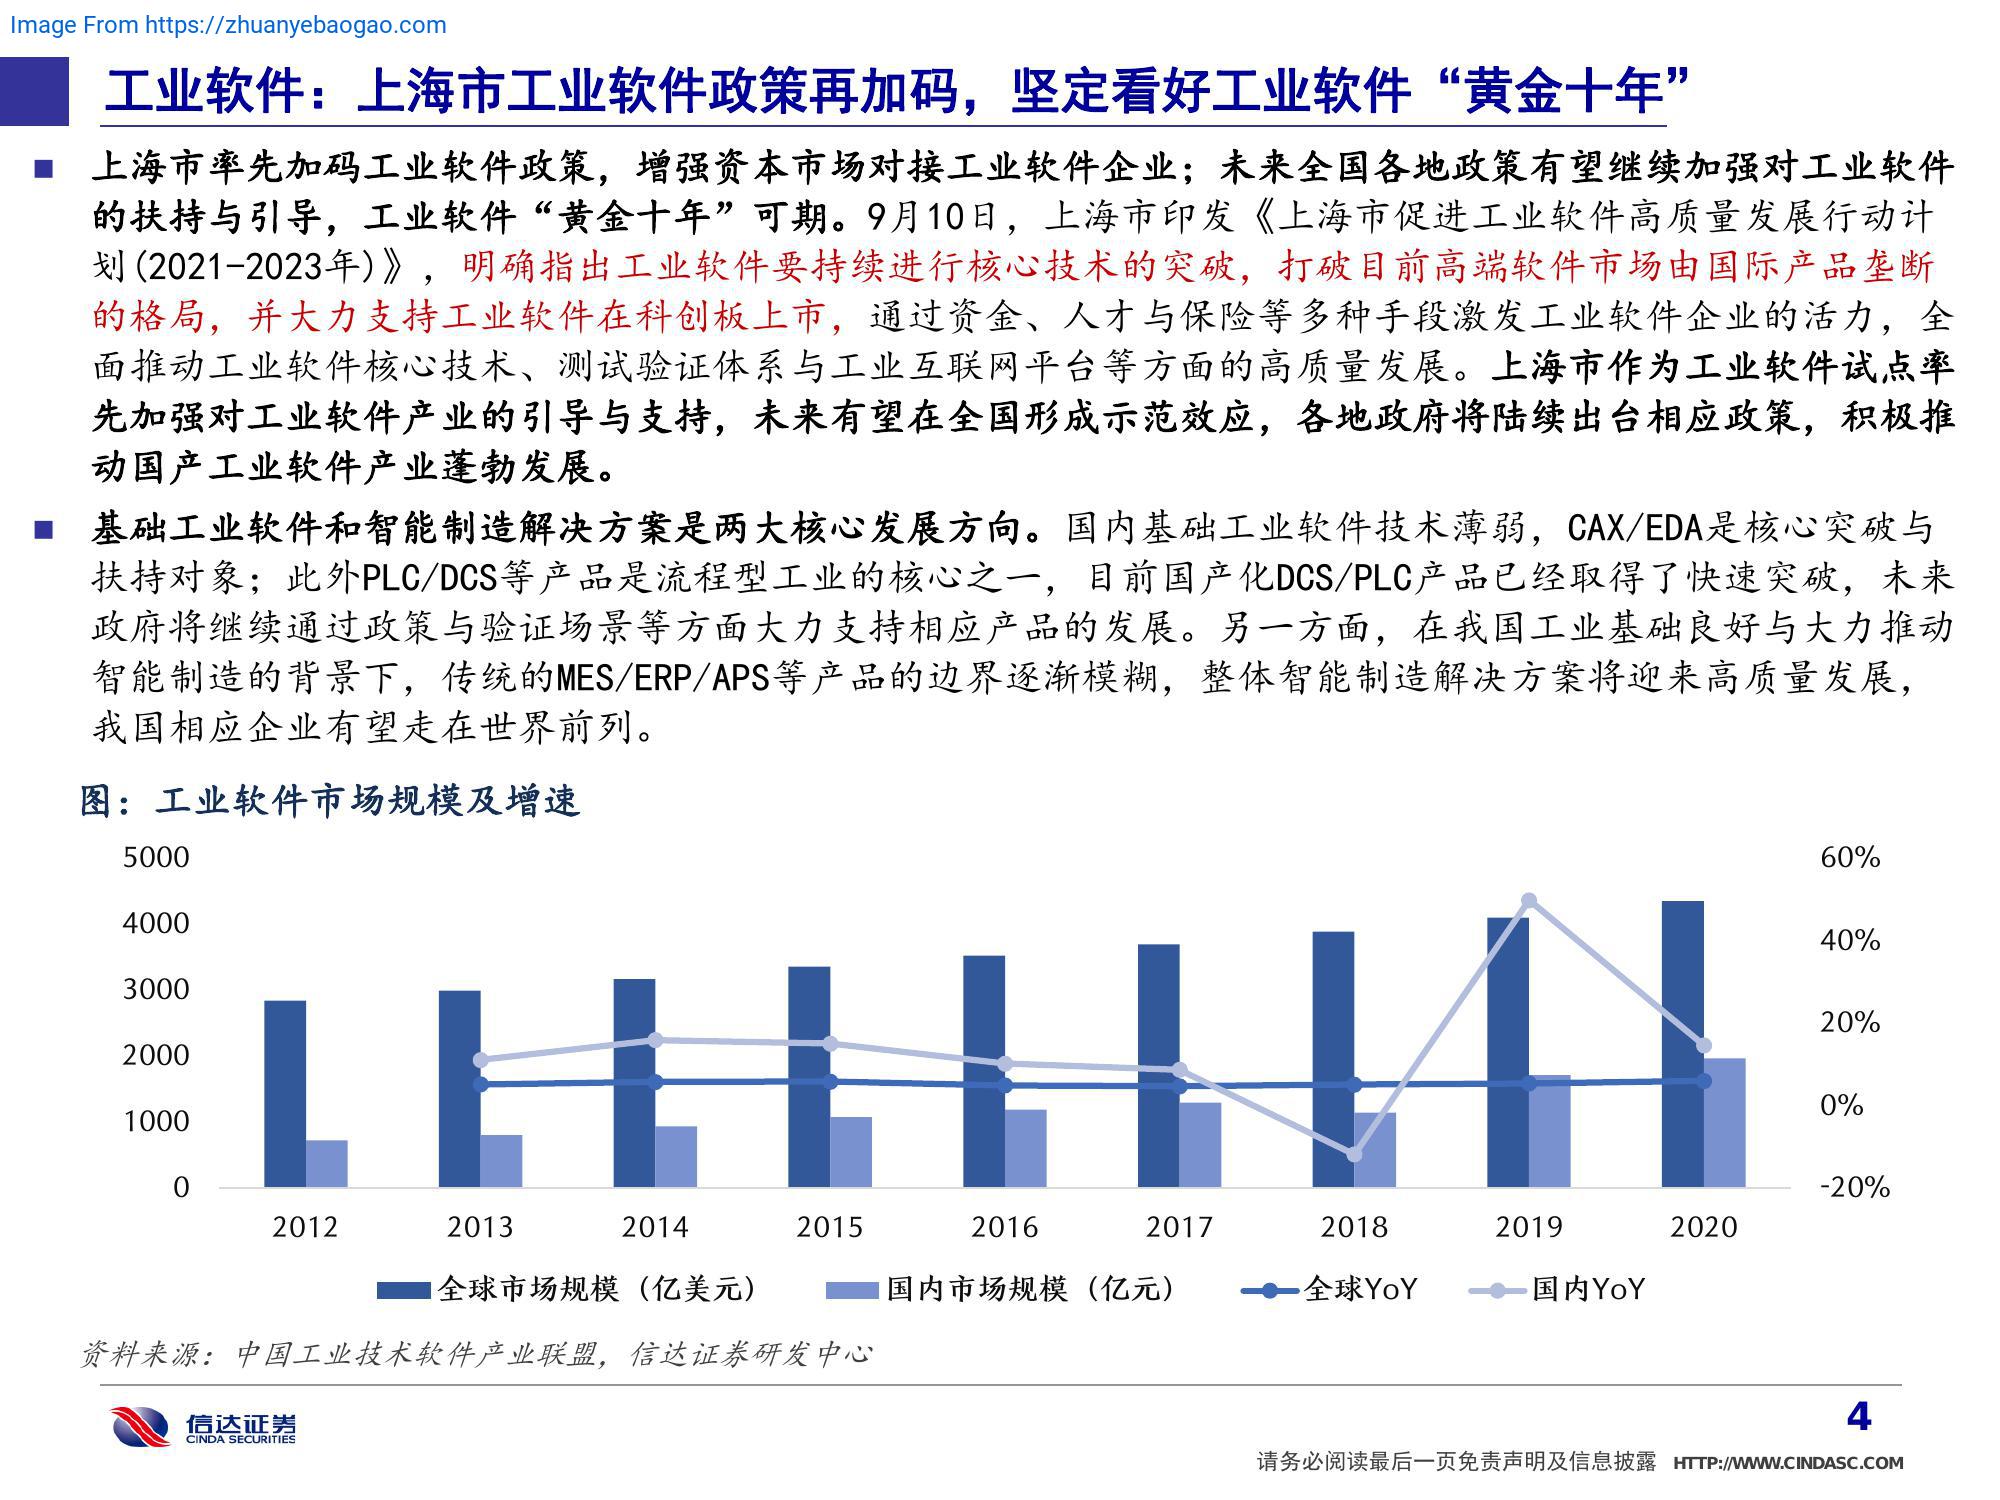 Image From https://zhuanyebaogao.com
工业软件：上海市工业软件政策再加码，坚定看好工业软件“黄金十年”
■ 上海市率先加码工业软件政策，增强资本市场对接工业软件企业；未来全国各地政策有望继续加强对工业软件
的扶持与引导，工业软件“黄金十年”可期。9月10日，上海市印发《上海市促进工业软件高质量发展行动计
划(2021-2023年)》，明确指出工业软件要持续进行核心技术的突破，打破目前高端软件市场由国际产品垄断
的格局，并大力支持工业软件在科创板上市，通过资金、人才与保险等多种手段激发工业软件企业的活力，全
面推动工业软件核心技术、测试验证体系与工业互联网平台等方面的高质量发展。上海市作为工业软件试点率
先加强对工业软件产业的引导与支持，未来有望在全国形成示范效应，各地政府将陆续出台相应政策，积极推
动国产工业软件产业蓬勃发展。
■ 基础工业软件和智能制造解决方案是两大核心发展方向。国内基础工业软件技术薄弱，CAX/EDA是核心突破与
扶持对象；此外PLC/DCS等产品是流程型工业的核心之一，目前国产化DCS/PLC产品已经取得了快速突破，未来
政府将继续通过政策与验证场景等方面大力支持相应产品的发展。另一方面，在我国工业基础良好与大力推动
智能制造的背景下，传统的MES/ERP/APS等产品的边界逐渐模糊，整体智能制造解决方案将迎来高质量发展，
我国相应企业有望走在世界前列。
图：工业软件市场规模及增速
5000
4000
3000
2000
1000
0
60%
40%
20%
0%
-20%
2012 2013 2014 2015 2016 2017 2018 2019 2020
全球市场规模（亿美元） 国内市场规模（亿元） 全球YoY 国内YoY
资料来源：中国工业技术软件产业联盟，信达证券研发中心
信达证券
CINDA SECURITIES
4
请务必阅读最后一页免责声明及信息披露 HTTP://WWW.CINDASC.COM